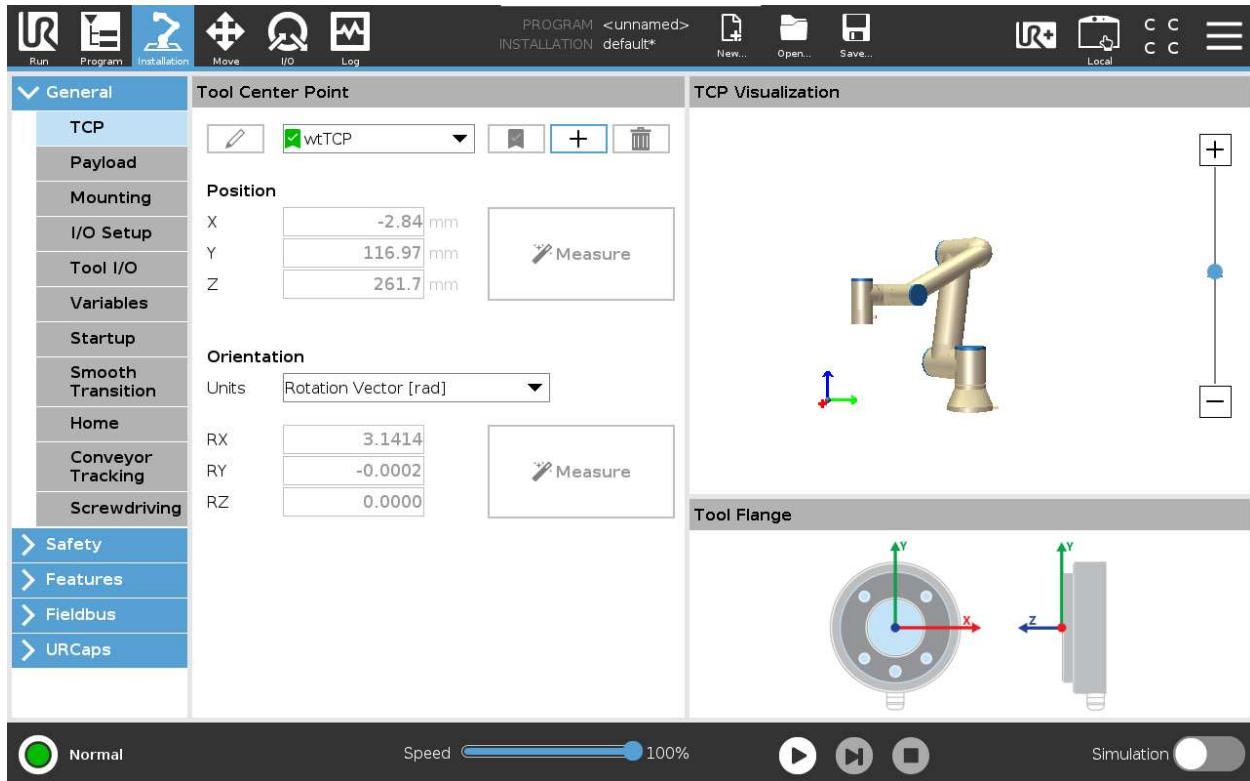 UR
Run
Program
Installation
Move
I/O
Log
PROGRAM <unnamed>
INSTALLATION default*
New...
Open...
Save...
UR+
Local
C C
C C
General
TCP
Payload
Mounting
I/O Setup
Tool I/O
Variables
Startup
Smooth
Transition
Home
Conveyor
Tracking
Screwdriving
Safety
Features
Fieldbus
URCaps
Tool Center Point
wtTCP
Position
X -2.84 mm
Y 116.97 mm
Z 261.7 mm
Measure
Orientation
Units Rotation Vector [rad]
RX 3.1414
RY -0.0002
RZ 0.0000
Measure
TCP Visualization
Tool Flange
Y
X
Y
Z
Normal
Speed 100%
Simulation